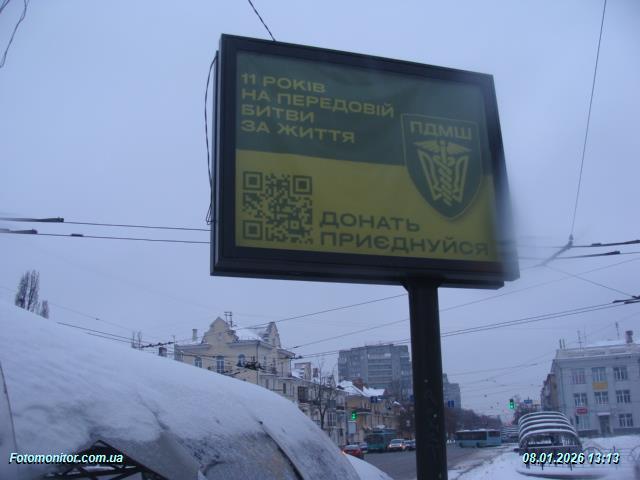 11 РОКІВ
НА ПЕРЕДОВІЙ
БИТВИ
ЗА ЖИТТЯ
ПДМШ
ДОНАТЬ
ПРИЄДНУЙСЯ
Fotomonitor.com.ua
08.01.2026 13:13